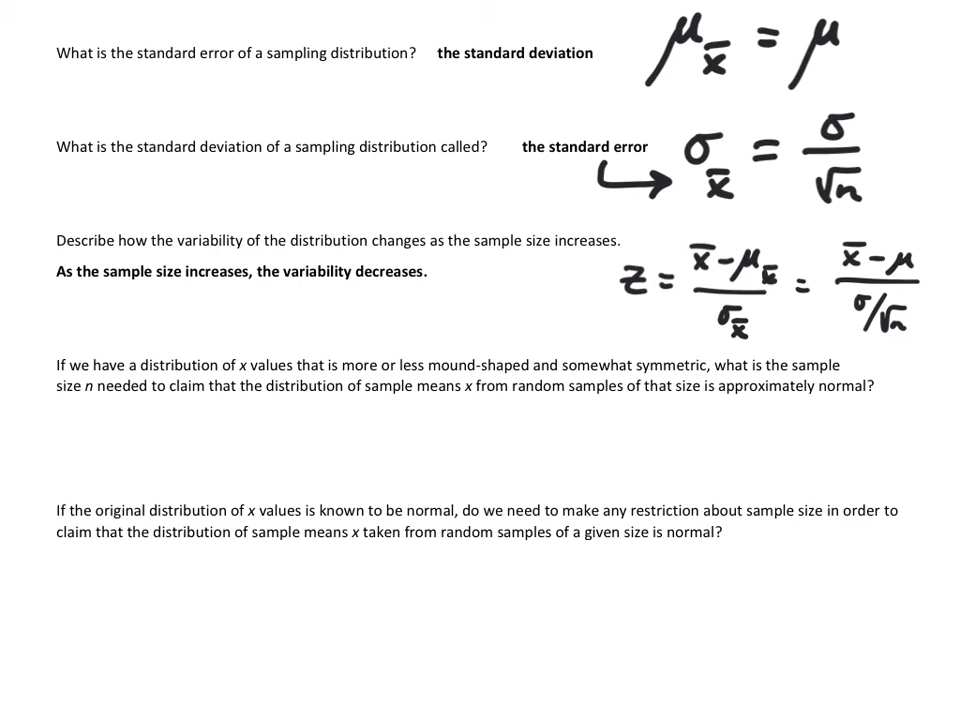 What is the standard error of a sampling distribution? the standard deviation
μ_x̄ = μ
What is the standard deviation of a sampling distribution called? the standard error
σ_x̄ = σ/√n
Describe how the variability of the distribution changes as the sample size increases.
As the sample size increases, the variability decreases.
z = (x̄ - μ_x̄)/σ_x̄ = (x̄ - μ)/(σ/√n)
If we have a distribution of x values that is more or less mound-shaped and somewhat symmetric, what is the sample
size n needed to claim that the distribution of sample means x from random samples of that size is approximately normal?
If the original distribution of x values is known to be normal, do we need to make any restriction about sample size in order to
claim that the distribution of sample means x taken from random samples of a given size is normal?